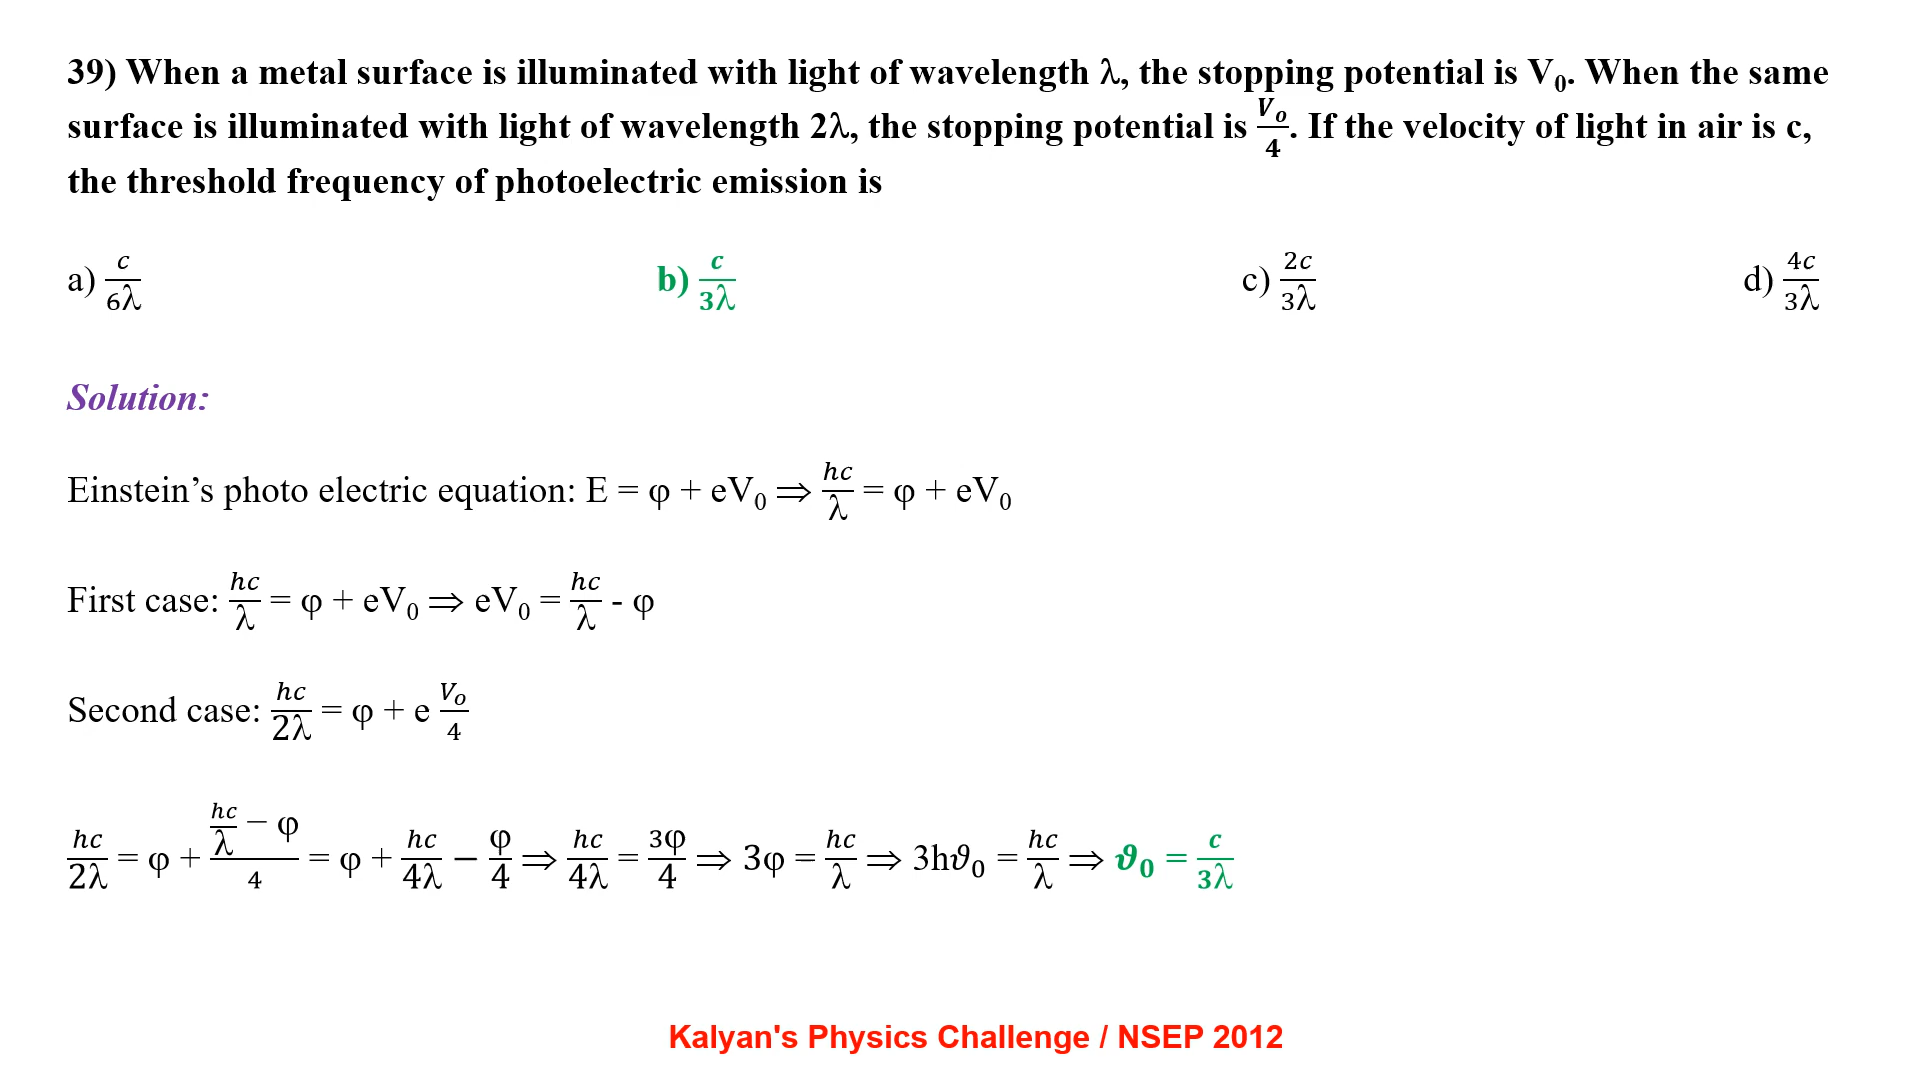 39) When a metal surface is illuminated with light of wavelength λ, the stopping potential is V₀. When the same
surface is illuminated with light of wavelength 2λ, the stopping potential is V₀/4. If the velocity of light in air is c,
the threshold frequency of photoelectric emission is
a) c/6λ b) c/3λ c) 2c/3λ d) 4c/3λ
Solution:
Einstein’s photo electric equation: E = φ + eV₀ ⇒ hc/λ = φ + eV₀
First case: hc/λ = φ + eV₀ ⇒ eV₀ = hc/λ - φ
Second case: hc/2λ = φ + e V₀/4
hc/2λ = φ + (hc/λ − φ)/4 = φ + hc/4λ − φ/4 ⇒ hc/4λ = 3φ/4 ⇒ 3φ = hc/λ ⇒ 3hϑ₀ = hc/λ ⇒ ϑ₀ = c/3λ
Kalyan's Physics Challenge / NSEP 2012